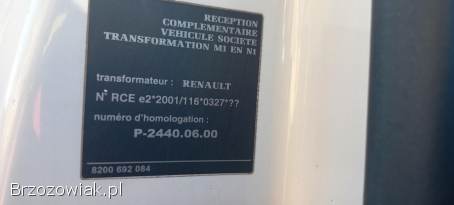 RECEPTION
COMPLEMENTAIRE
VEHICULE SOCIETE
TRANSFORMATION M1 EN N1
transformateur : RENAULT
N° RCE e2*2001/116*0327*??
numéro d'homologation :
P-2440.06.00
8200 692 084
Brzozowiak.pl